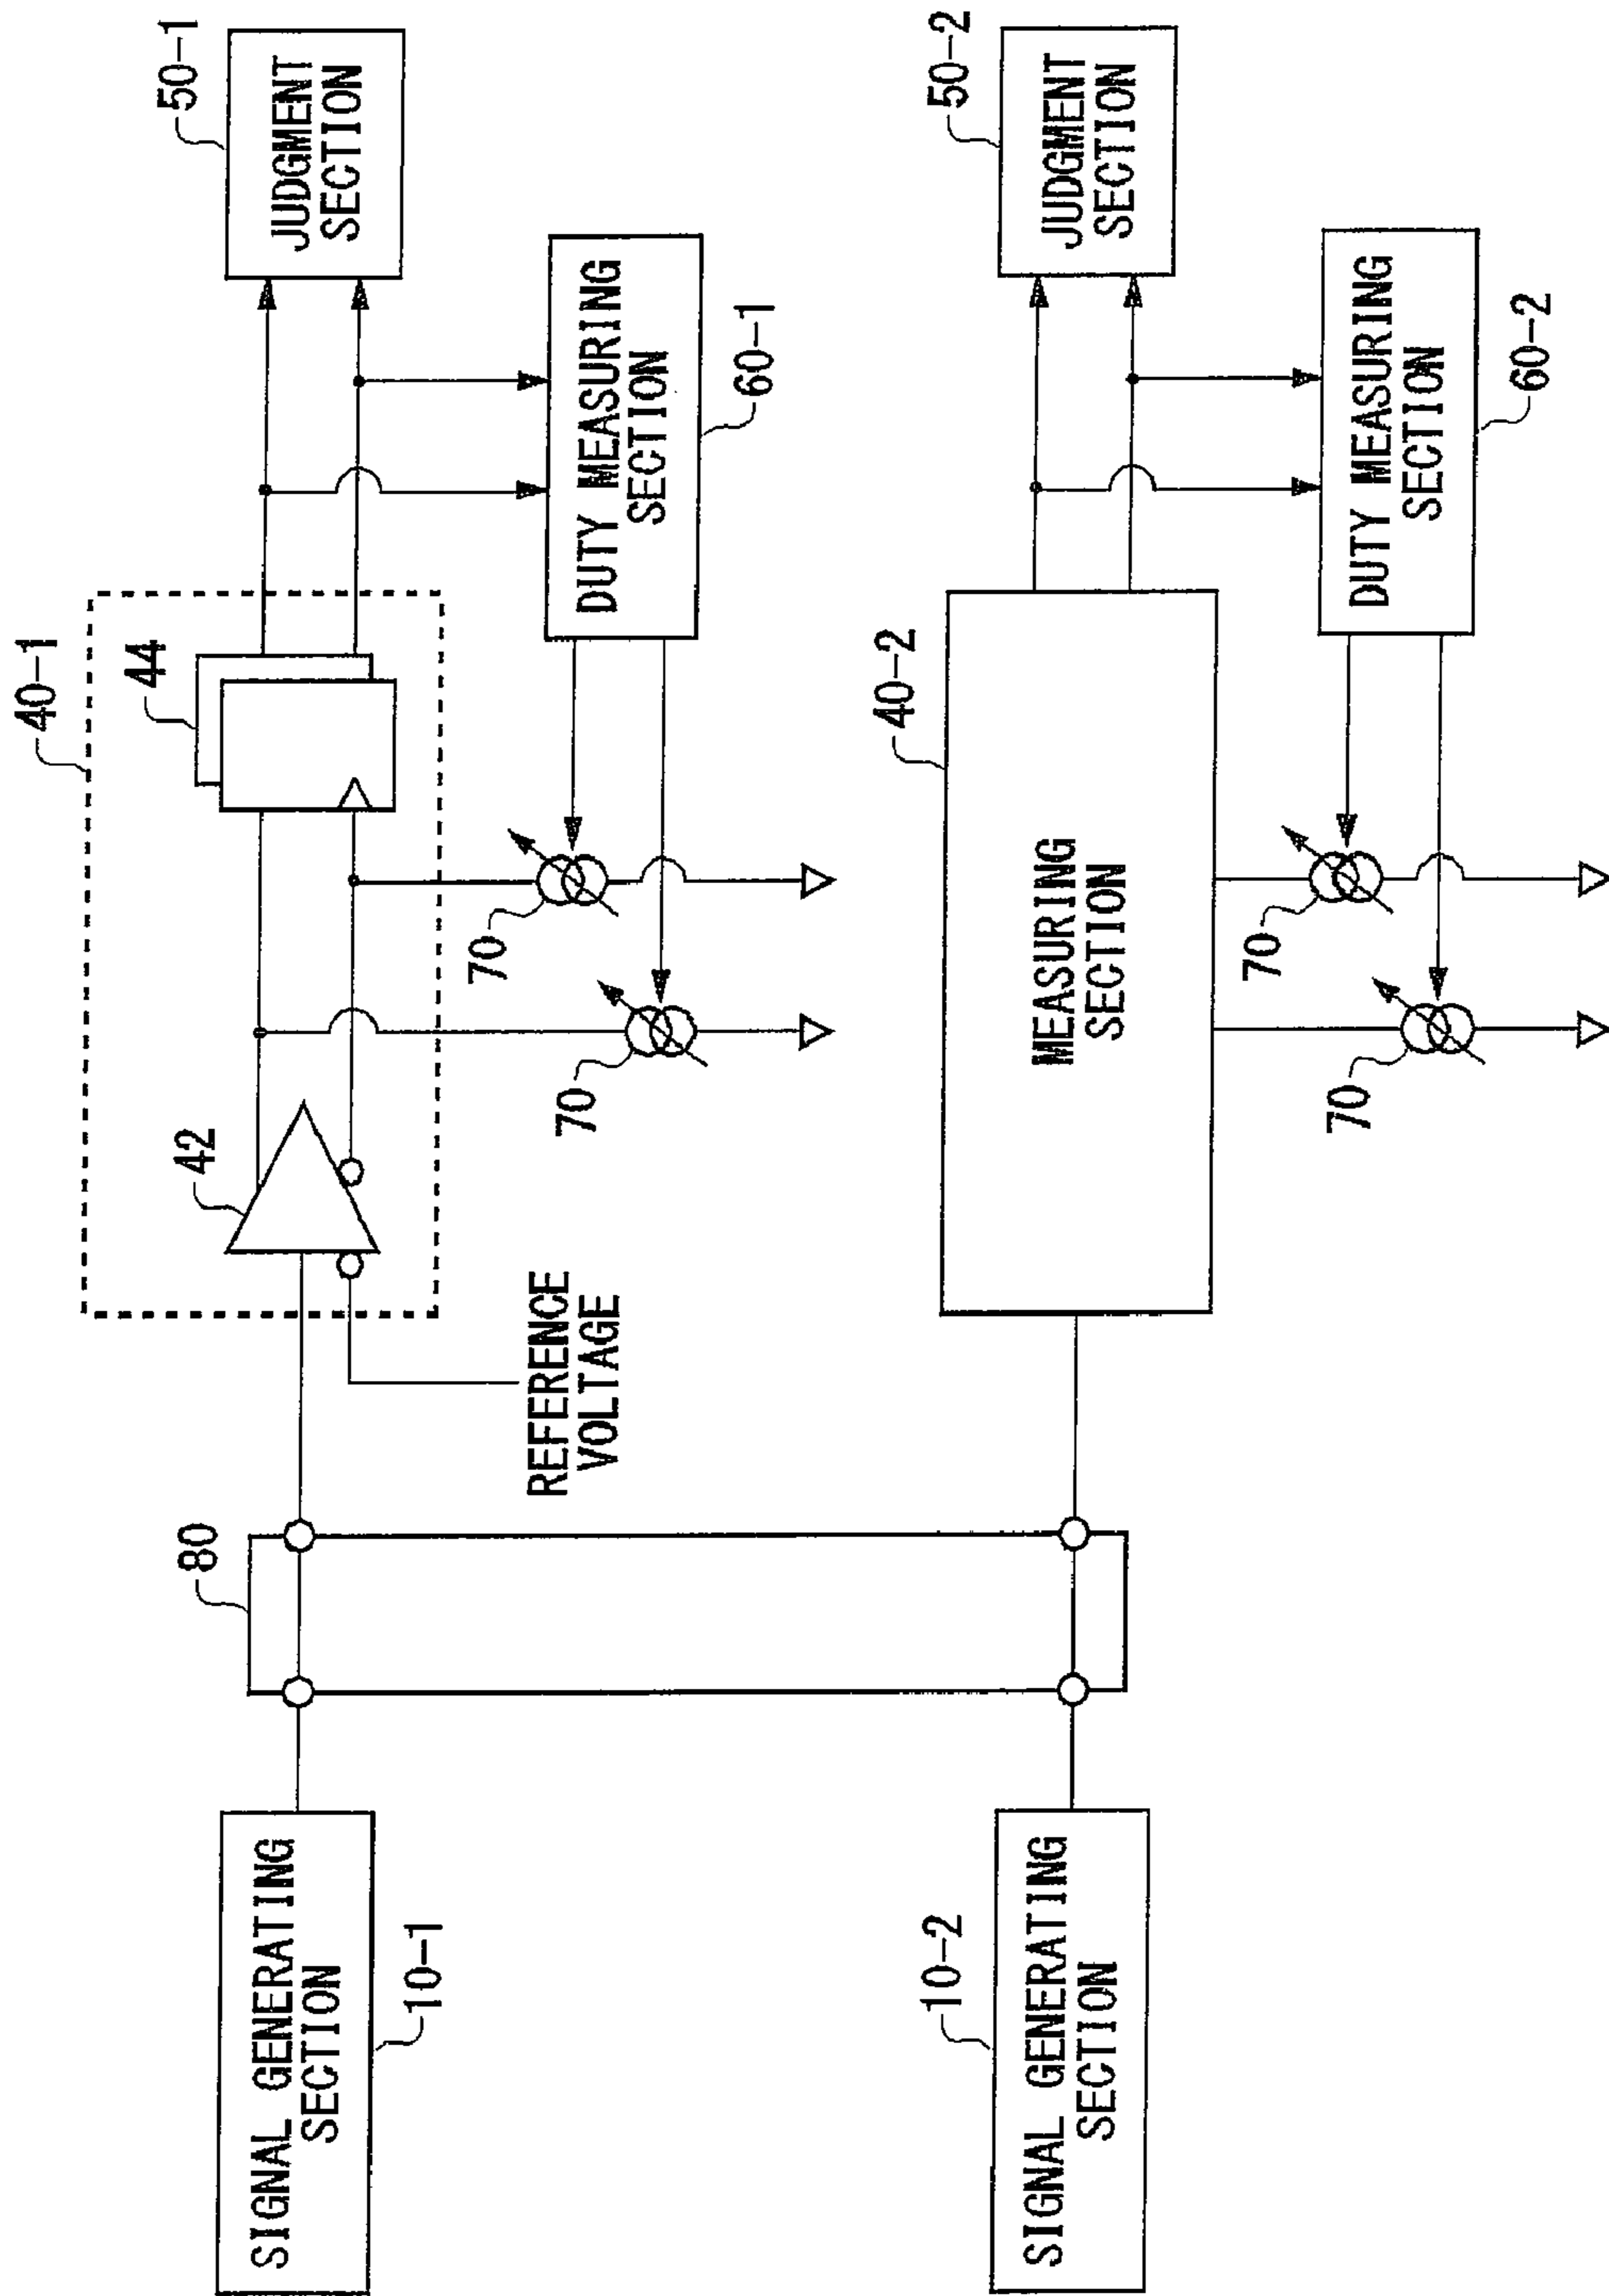 SIGNAL GENERATING
SECTION
10-1
80
REFERENCE
VOLTAGE
42
40-1
44
70
70
50-1
JUDGMENT
SECTION
DUTY MEASURING
SECTION
60-1
SIGNAL GENERATING
SECTION
10-2
40-2
MEASURING
SECTION
70
70
50-2
JUDGMENT
SECTION
DUTY MEASURING
SECTION
60-2